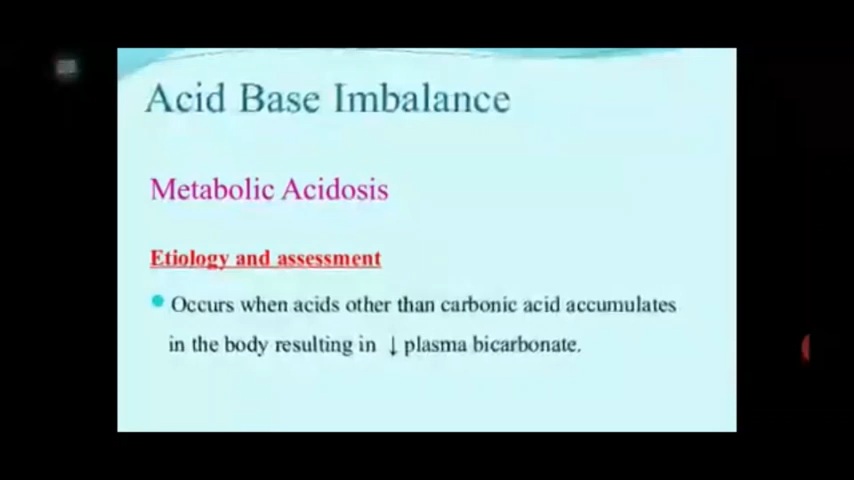 Acid Base Imbalance
Metabolic Acidosis
Etiology and assessment
• Occurs when acids other than carbonic acid accumulates
in the body resulting in ↓ plasma bicarbonate.